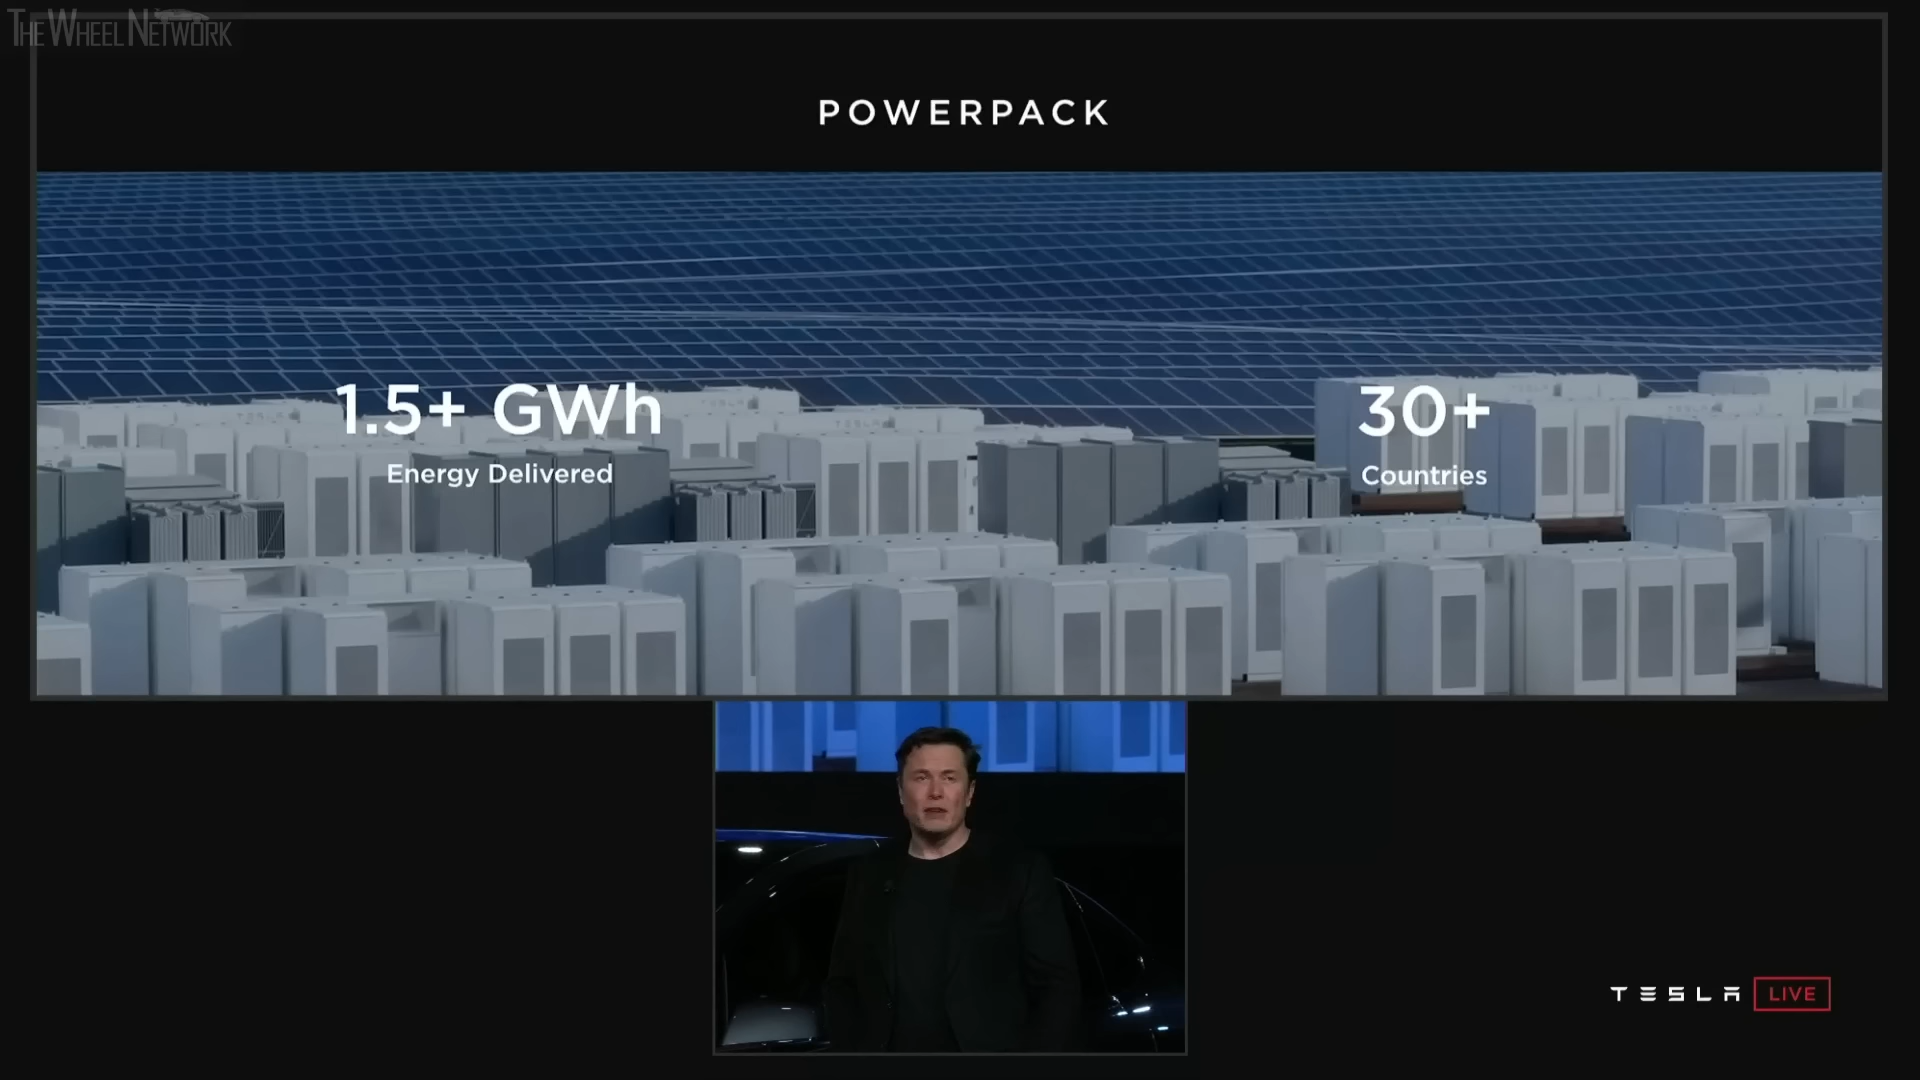 THE WHEEL NETWORK
POWERPACK
1.5+ GWh
Energy Delivered
30+
Countries
TESLA LIVE